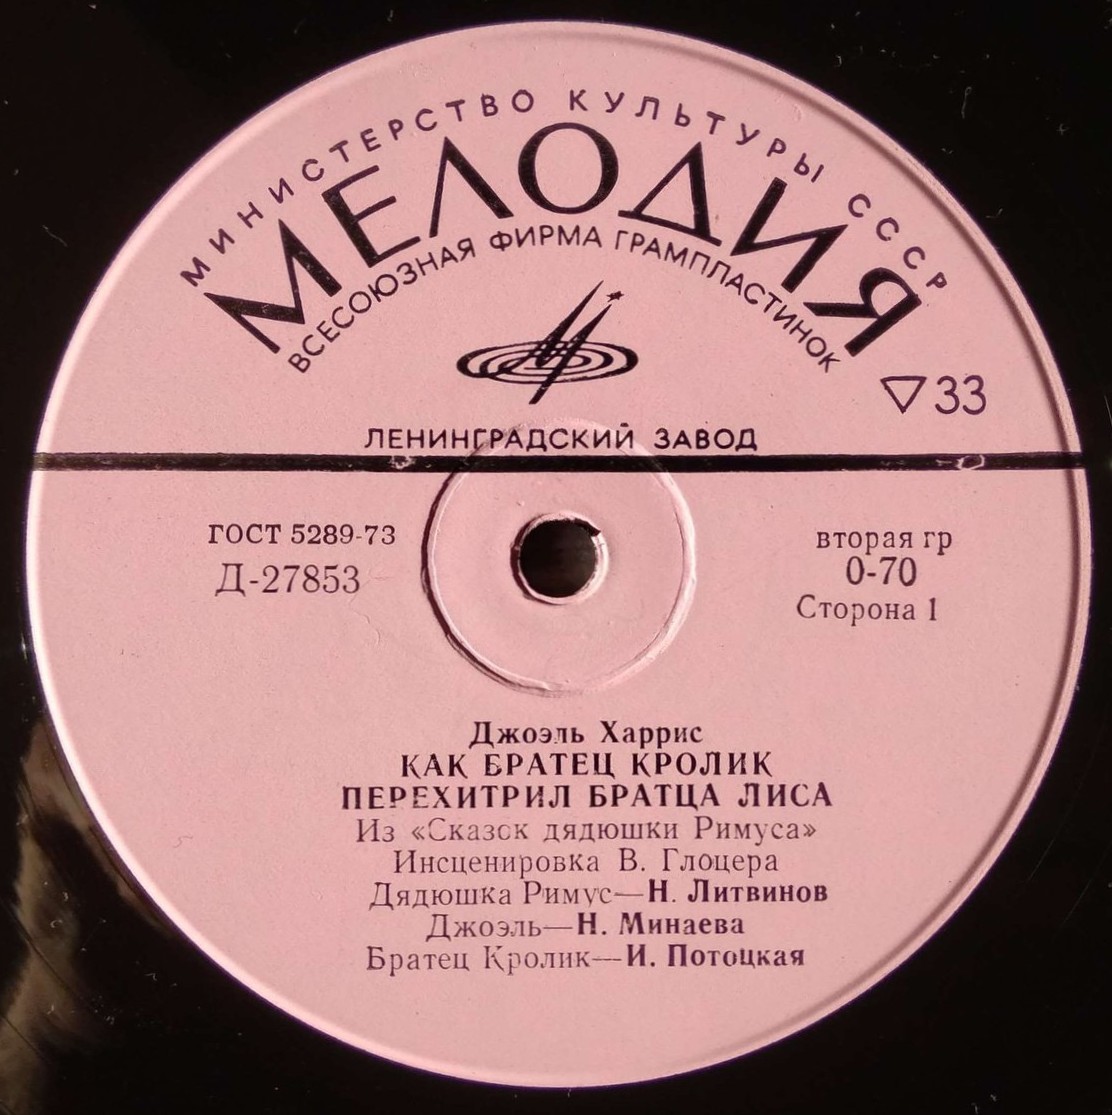 МИНИСТЕРСТВО КУЛЬТУРЫ СССР
МЕЛОДИЯ
ВСЕСОЮЗНАЯ ФИРМА ГРАМПЛАСТИНОК
▽33
ЛЕНИНГРАДСКИЙ ЗАВОД
ГОСТ 5289-73
Д-27853
вторая гр
0-70
Сторона 1
Джоэль Харрис
КАК БРАТЕЦ КРОЛИК
ПЕРЕХИТРИЛ БРАТЦА ЛИСА
Из «Сказок дядюшки Римуса»
Инсценировка В. Глоцера
Дядюшка Римус—Н. Литвинов
Джоэль—Н. Минаева
Братец Кролик—И. Потоцкая